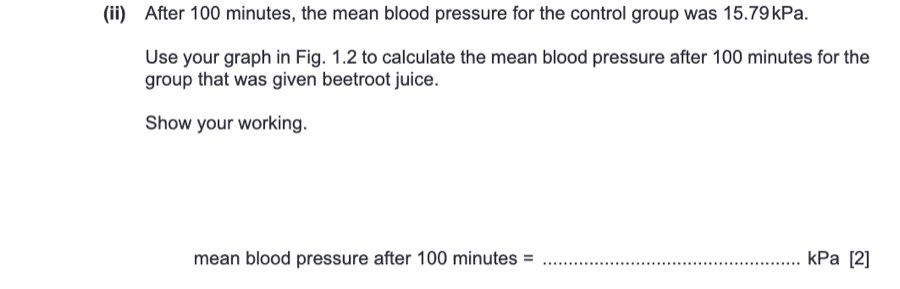 (ii) After 100 minutes, the mean blood pressure for the control group was 15.79 kPa.
Use your graph in Fig. 1.2 to calculate the mean blood pressure after 100 minutes for the
group that was given beetroot juice.
Show your working.
mean blood pressure after 100 minutes = .................................................. kPa [2]